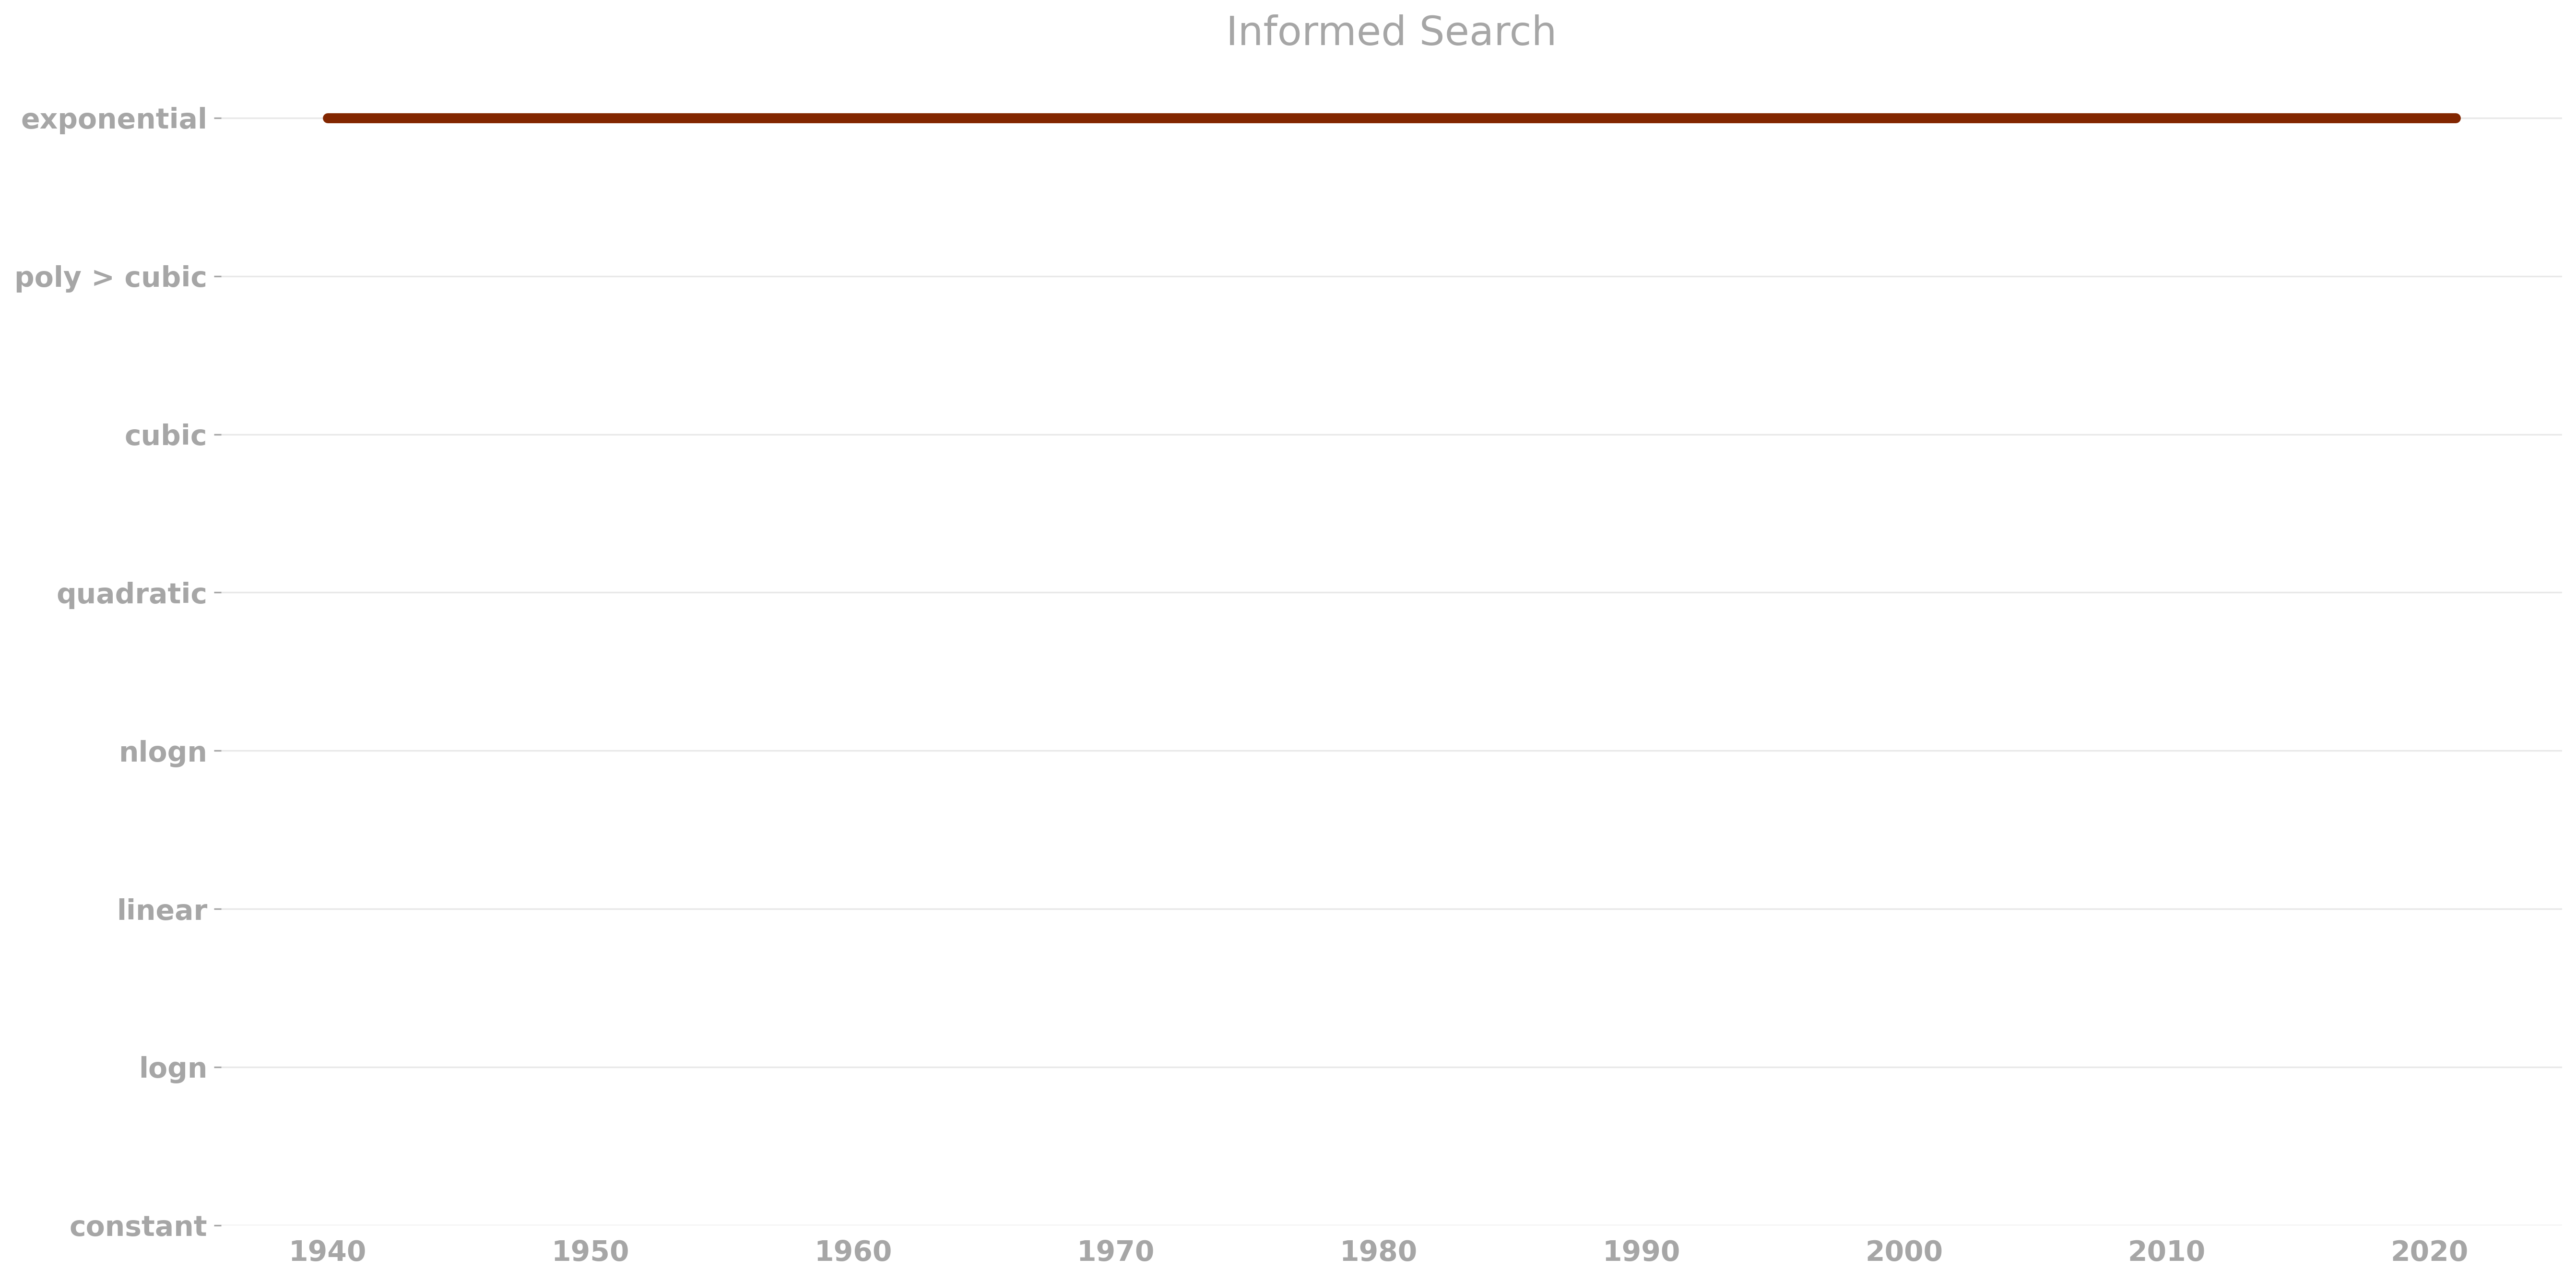 Informed Search
exponential
poly > cubic
cubic
quadratic
nlogn
linear
logn
constant
1940 1950 1960 1970 1980 1990 2000 2010 2020